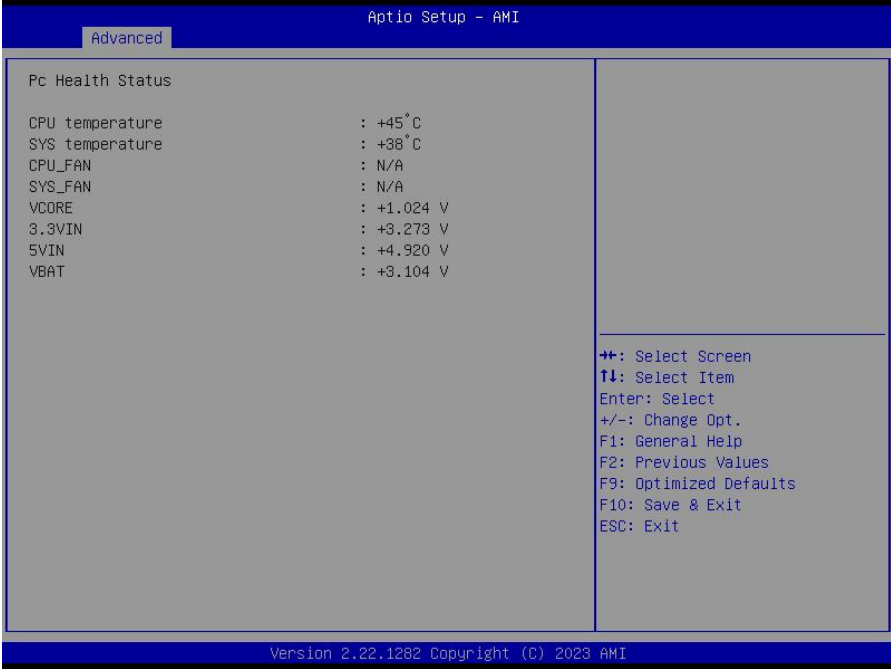 Aptio Setup - AMI
Advanced
Pc Health Status
CPU temperature : +45°C
SYS temperature : +38°C
CPU_FAN : N/A
SYS_FAN : N/A
VCORE : +1.024 V
3.3VIN : +3.273 V
5VIN : +4.920 V
VBAT : +3.104 V
→←: Select Screen
↑↓: Select Item
Enter: Select
+/-: Change Opt.
F1: General Help
F2: Previous Values
F9: Optimized Defaults
F10: Save & Exit
ESC: Exit
Version 2.22.1282 Copyright (C) 2023 AMI